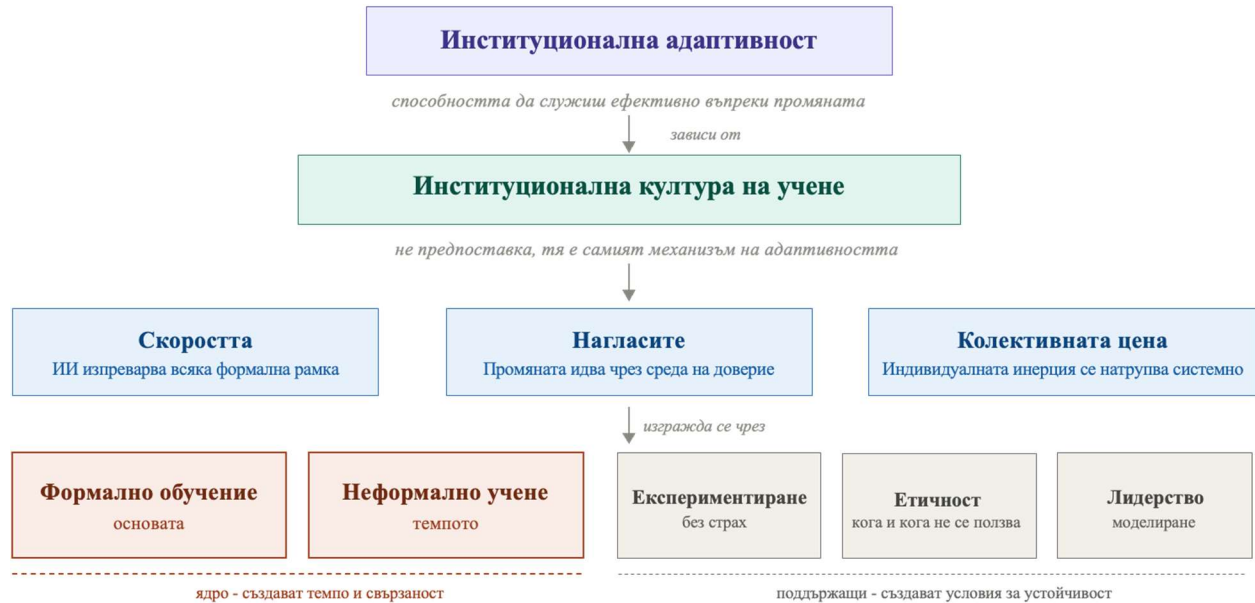 Институционална адаптивност
способността да служиш ефективно въпреки промяната
зависи от
Институционална култура на учене
не предпоставка, тя е самият механизъм на адаптивността
Скоростта
ИИ изпреварва всяка формална рамка
Нагласите
Промяната идва чрез среда на доверие
Колективната цена
Индивидуалната инерция се натрупва системно
изгражда се чрез
Формално обучение
основата
Неформално учене
темпото
Експериментиране
без страх
Етичност
кога и кога не се ползва
Лидерство
моделиране
ядро - създават темпо и свързаност
поддържащи - създават условия за устойчивост